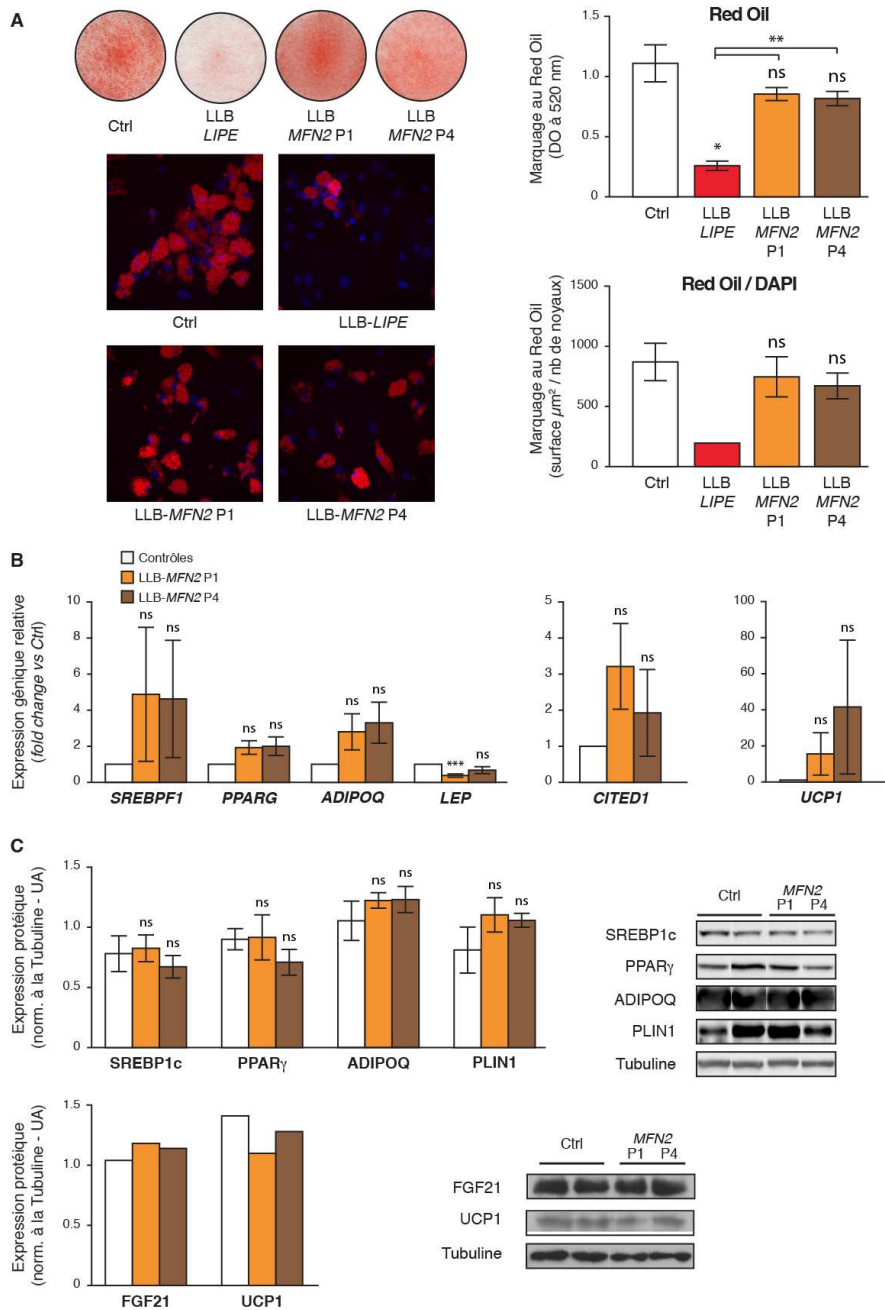 A
Ctrl
LLB
LIPE
LLB
MFN2 P1
LLB
MFN2 P4
Ctrl
LLB-LIPE
LLB-MFN2 P1
LLB-MFN2 P4
Red Oil
Marquage au Red Oil
(DO à 520 nm)
1.5
1.0
0.5
0
*
**
ns
ns
Ctrl
LLB
LIPE
LLB
MFN2
P1
LLB
MFN2
P4
Red Oil / DAPI
Marquage au Red Oil
(surface µm² / nb de noyaux)
1500
1000
500
0
ns
ns
Ctrl
LLB
LIPE
LLB
MFN2
P1
LLB
MFN2
P4
B
Contrôles
LLB-MFN2 P1
LLB-MFN2 P4
Expression génique relative
(fold change vs Ctrl)
10
8
6
4
2
0
ns
ns
ns
ns
ns
ns
***
ns
SREBPF1
PPARG
ADIPOQ
LEP
5
4
3
2
1
0
ns
ns
CITED1
100
80
60
40
20
0
ns
ns
UCP1
C
Expression protéique
(norm. à la Tubuline - UA)
1.5
1.0
0.5
0
ns
ns
ns
ns
ns
ns
ns
ns
SREBP1c
PPARγ
ADIPOQ
PLIN1
Ctrl
MFN2
P1 P4
SREBP1c
PPARγ
ADIPOQ
PLIN1
Tubuline
Expression protéique
(norm. à la Tubuline - UA)
1.5
1.0
0.5
0
FGF21
UCP1
Ctrl
MFN2
P1 P4
FGF21
UCP1
Tubuline